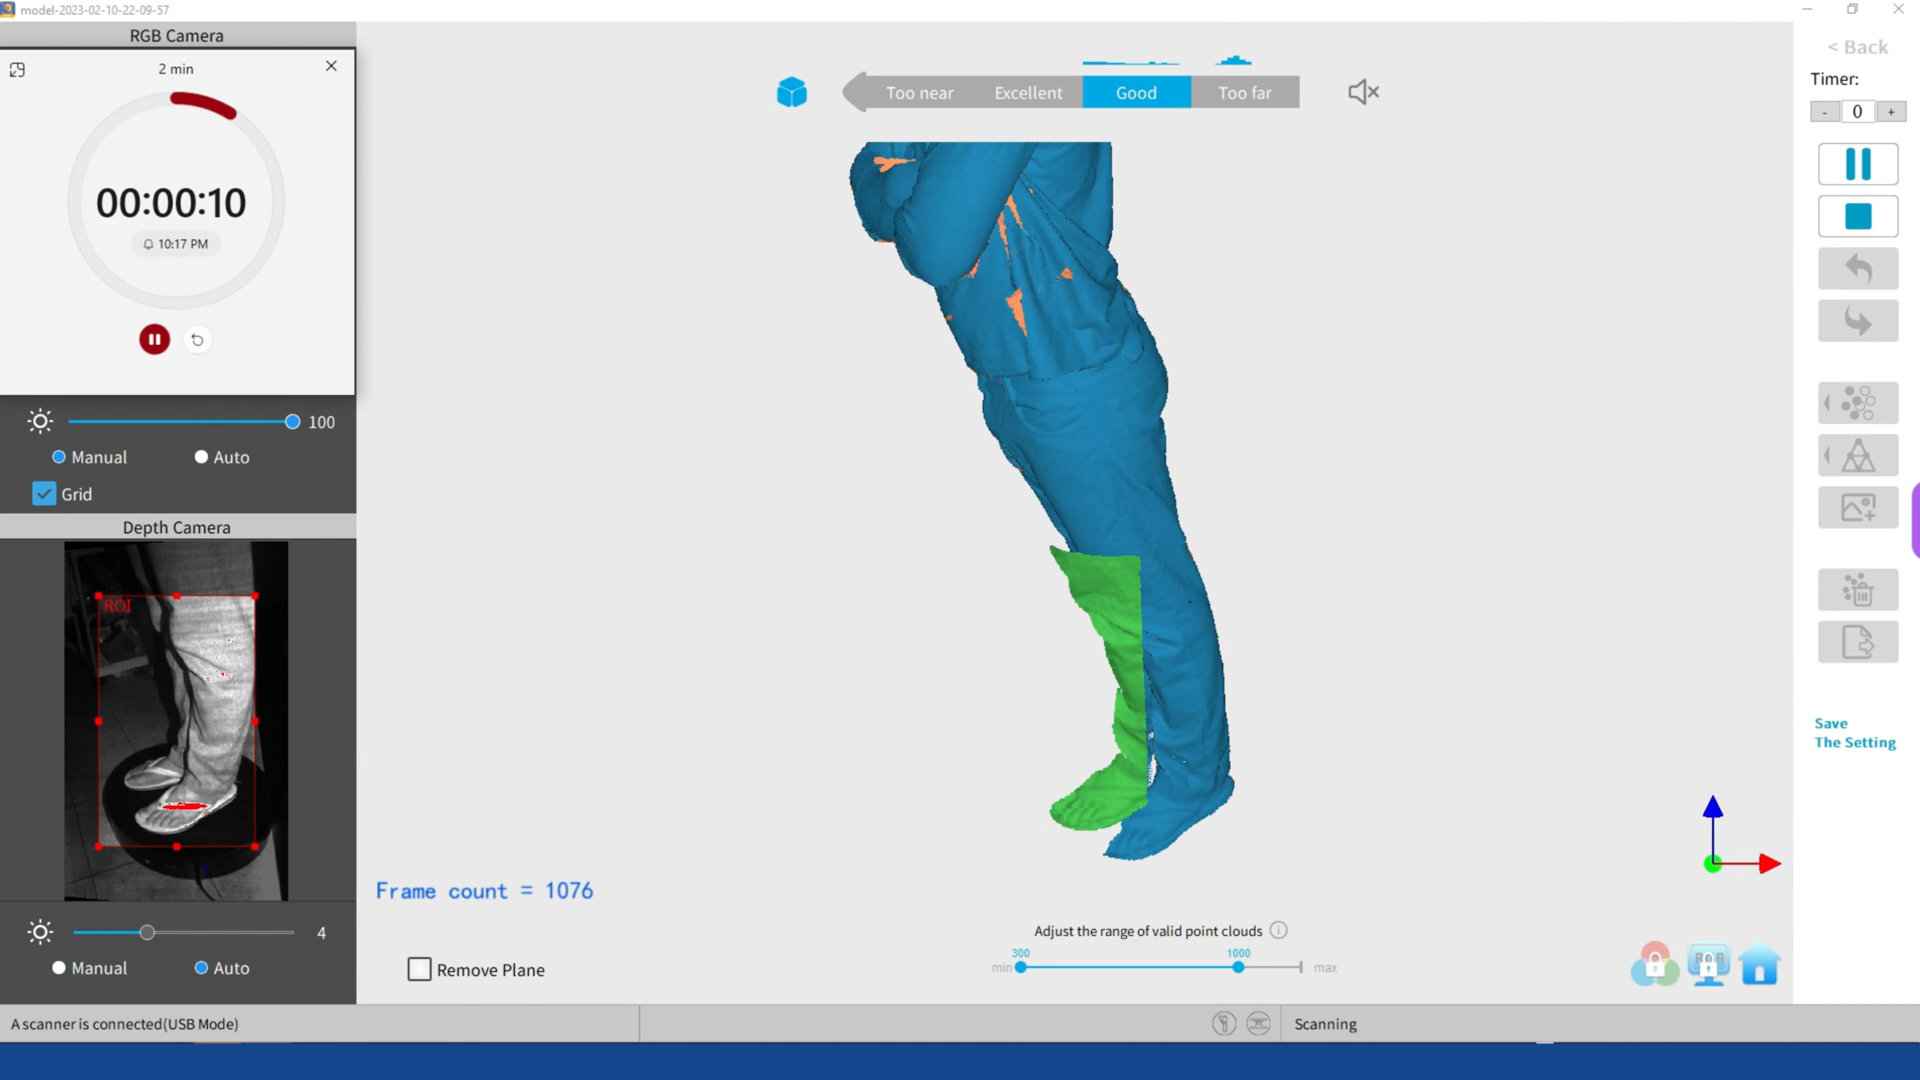 model-2023-02-10-22-09-57
RGB Camera
2 min
00:00:10
10:17 PM
100
Manual Auto
Grid
Depth Camera
ROI
4
Manual Auto
Too near Excellent Good Too far
Frame count = 1076
Remove Plane
Adjust the range of valid point clouds
300 1000
min max
< Back
Timer:
- 0 +
Save
The Setting
RGB
A scanner is connected(USB Mode)
Scanning